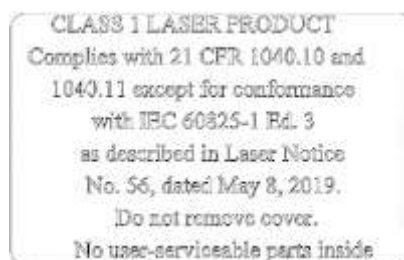 CLASS 1 LASER PRODUCT
Complies with 21 CFR 1040.10 and
1040.11 except for conformance
with IEC 60825-1 Ed. 3
as described in Laser Notice
No. 56, dated May 8, 2019.
Do not remove cover.
No user-serviceable parts inside